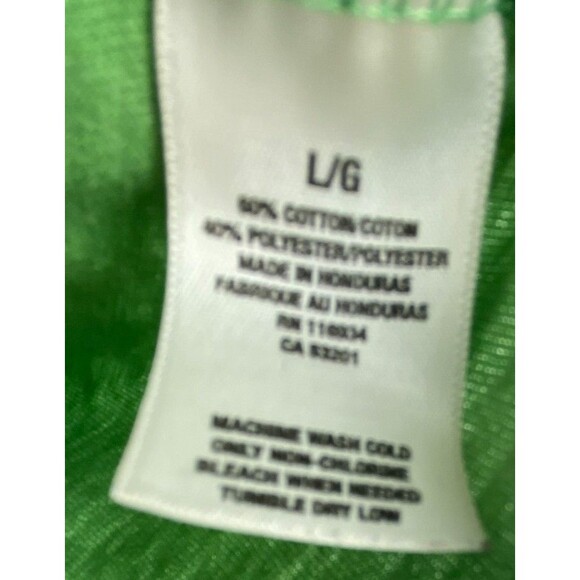 L/G
60% COTTON/COTON
40% POLYESTER/POLYESTER
MADE IN HONDURAS
FABRIQUE AU HONDURAS
RN 116934
CA 53201
MACHINE WASH COLD
ONLY NON-CHLORINE
BLEACH WHEN NEEDED
TUMBLE DRY LOW